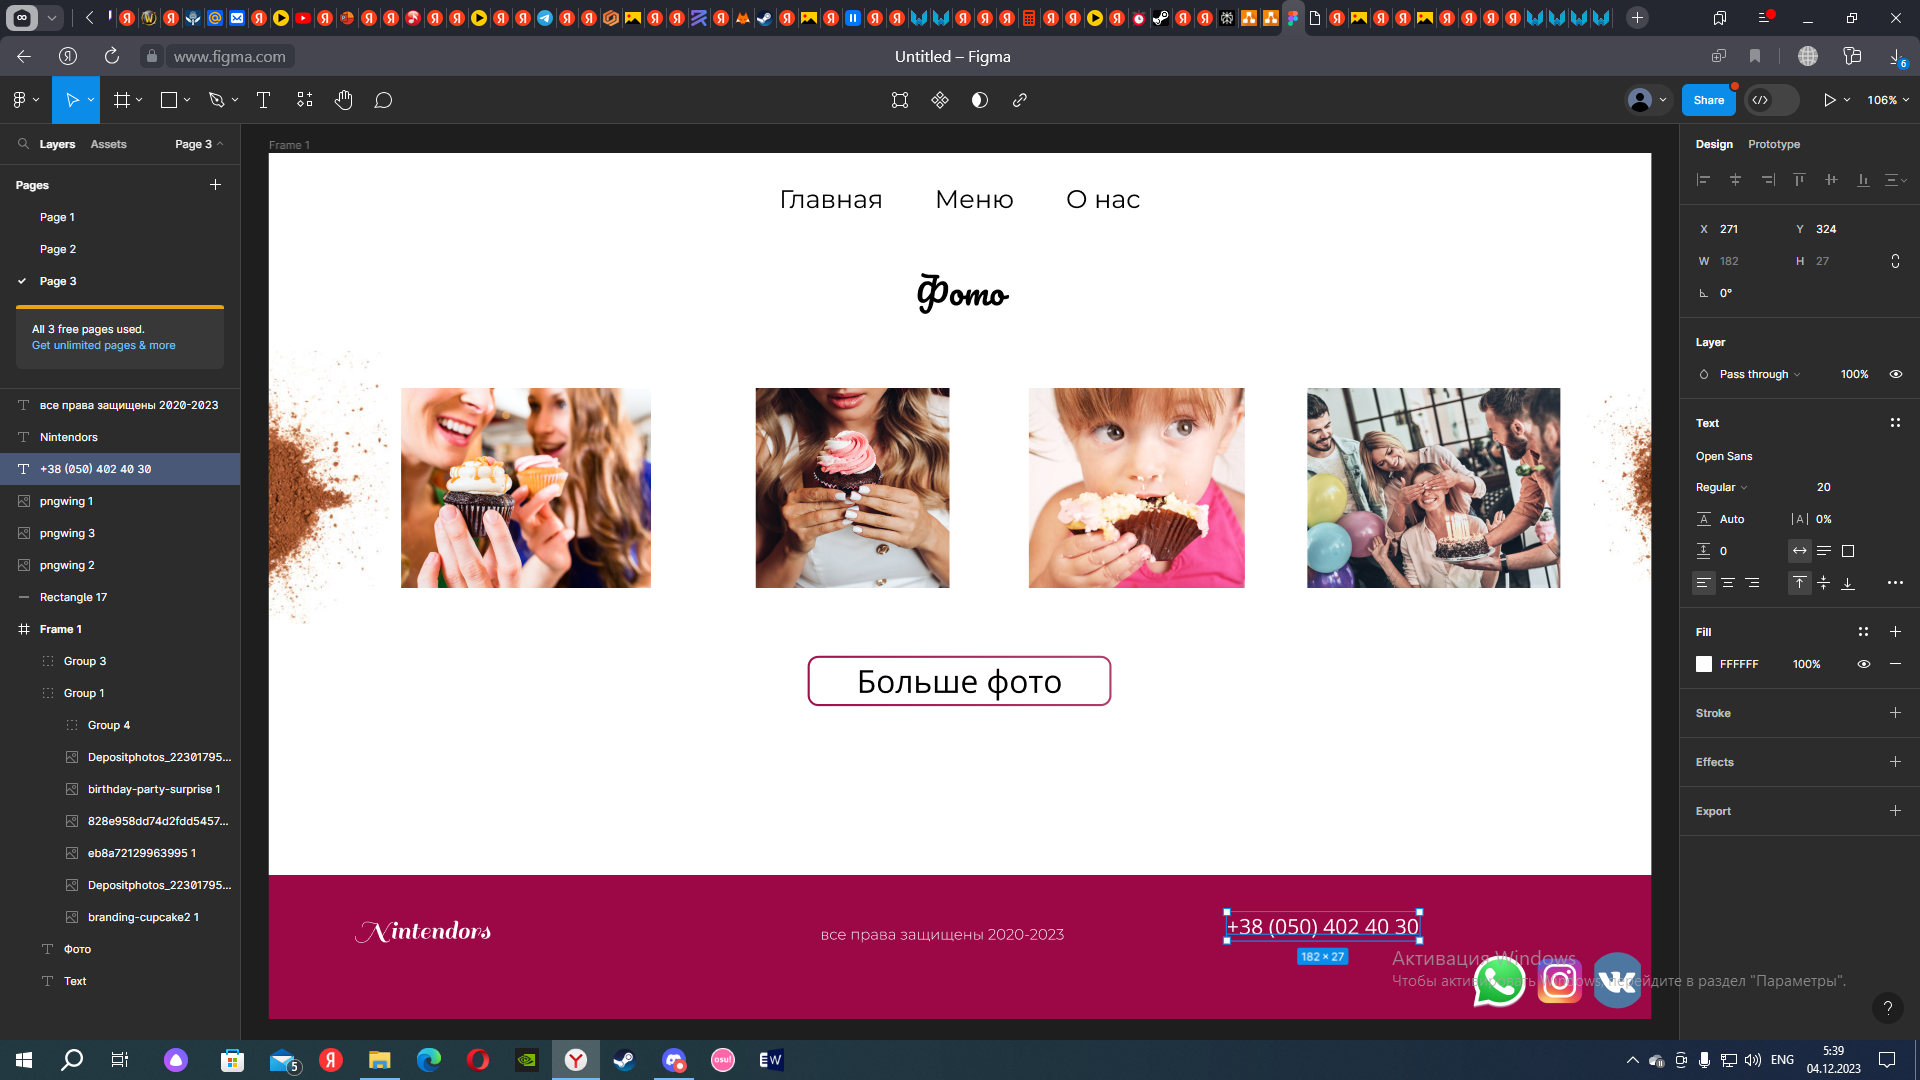 www.figma.com
Untitled – Figma
6
Share
106%
Layers
Assets
Page 3
Pages
Page 1
Page 2
Page 3
All 3 free pages used.
Get unlimited pages & more
все права защищены 2020-2023
Nintendors
+38 (050) 402 40 30
pngwing 1
pngwing 3
pngwing 2
Rectangle 17
Frame 1
Group 3
Group 1
Group 4
Depositphotos_22301795...
birthday-party-surprise 1
828e958dd74d2fdd5457...
eb8a72129963995 1
Depositphotos_22301795...
branding-cupcake2 1
Фото
Text
Frame 1
Главная
Меню
О нас
Фото
Больше фото
Nintendors
все права защищены 2020-2023
+38 (050) 402 40 30
182 × 27
Активация Windows
Чтобы активировать Windows, перейдите в раздел "Параметры".
Design
Prototype
X 271
Y 324
W 182
H 27
0°
Layer
Pass through
100%
Text
Open Sans
Regular
20
Auto
0%
0
Fill
FFFFFF
100%
Stroke
Effects
Export
?
5
osu!
EW
ENG
5:39
04.12.2023